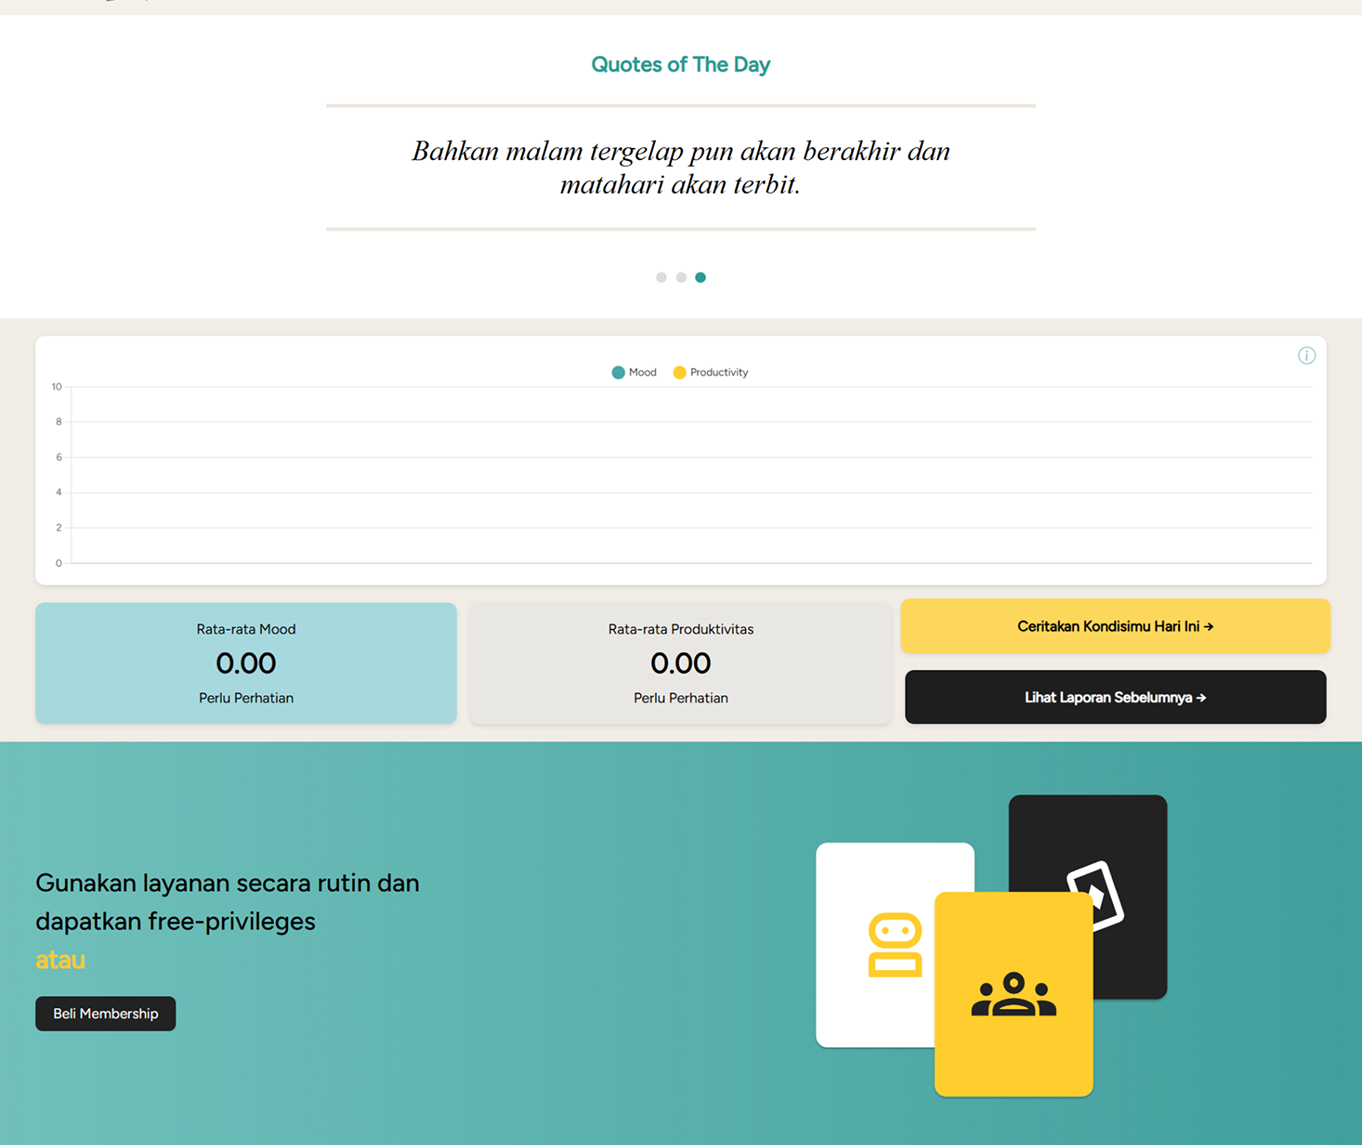 Quotes of The Day
Bahkan malam tergelap pun akan berakhir dan
matahari akan terbit.
Mood
Productivity
10
8
6
4
2
0
Rata-rata Mood
0.00
Perlu Perhatian
Rata-rata Produktivitas
0.00
Perlu Perhatian
Ceritakan Kondisimu Hari Ini →
Lihat Laporan Sebelumnya →
Gunakan layanan secara rutin dan
dapatkan free-privileges
atau
Beli Membership